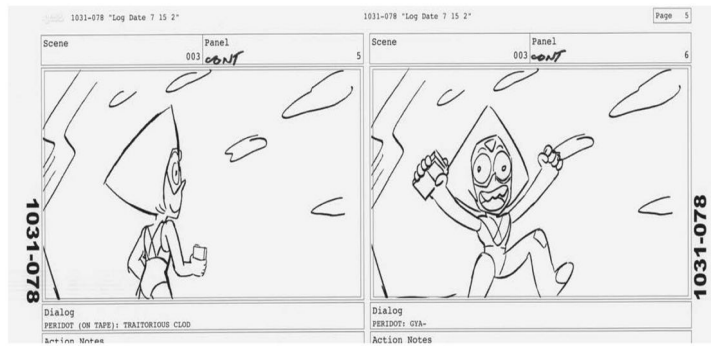 1031-078 "Log Date 7 15 2"
1031-078 "Log Date 7 15 2"
Page 5
Scene
Panel
003 CONT
5
Scene
Panel
003 CONT
6
1031-078
1031-078
Dialog
PERIDOT (ON TAPE): TRAITORIOUS CLOD
Action Notes
Dialog
PERIDOT: GYA-
Action Notes